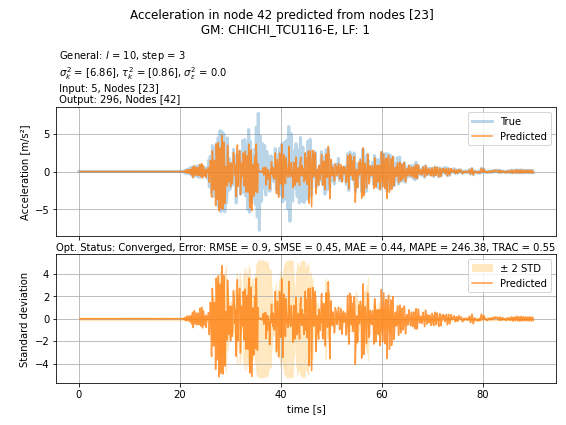 Acceleration in node 42 predicted from nodes [23]
GM: CHICHI_TCU116-E, LF: 1
General: l = 10, step = 3
σ²ₖ = [6.86], τ²ₖ = [0.86], σ²ε = 0.0
Input: 5, Nodes [23]
Output: 296, Nodes [42]
Acceleration [m/s²]
5
0
−5
True
Predicted
Opt. Status: Converged, Error: RMSE = 0.9, SMSE = 0.45, MAE = 0.44, MAPE = 246.38, TRAC = 0.55
Standard deviation
4
2
0
−2
−4
± 2 STD
Predicted
0 20 40 60 80
time [s]